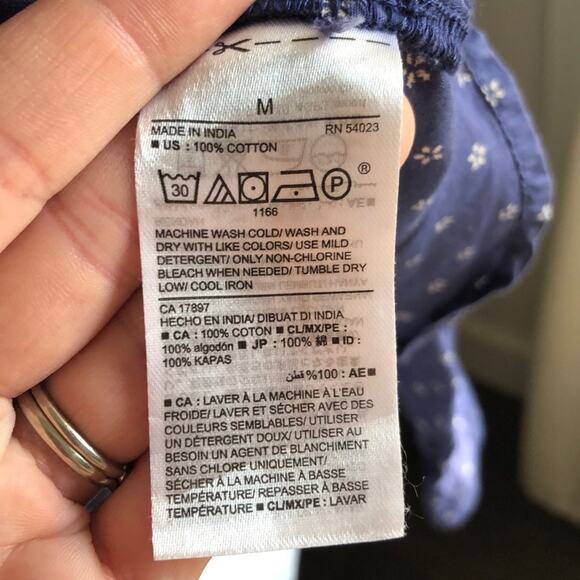 M
MADE IN INDIA RN 54023
■ US : 100% COTTON
30 P ®
1166
MACHINE WASH COLD/ WASH AND
DRY WITH LIKE COLORS/ USE MILD
DETERGENT/ ONLY NON-CHLORINE
BLEACH WHEN NEEDED/ TUMBLE DRY
LOW/ COOL IRON
CA 17897
HECHO EN INDIA/ DIBUAT DI INDIA
■ CA : 100% COTON ■ CL/MX/PE :
100% algodón ■ JP : 100% 綿 ■ ID :
100% KAPAS
■ AE : %100 قطن
■ CA : LAVER À LA MACHINE À L'EAU
FROIDE/ LAVER ET SÉCHER AVEC DES
COULEURS SEMBLABLES/ UTILISER
UN DÉTERGENT DOUX/ UTILISER AU
BESOIN UN AGENT DE BLANCHIMENT
SANS CHLORE UNIQUEMENT/
SÉCHER À LA MACHINE À BASSE
TEMPÉRATURE/ REPASSER À BASSE
TEMPÉRATURE ■ CL/MX/PE : LAVAR